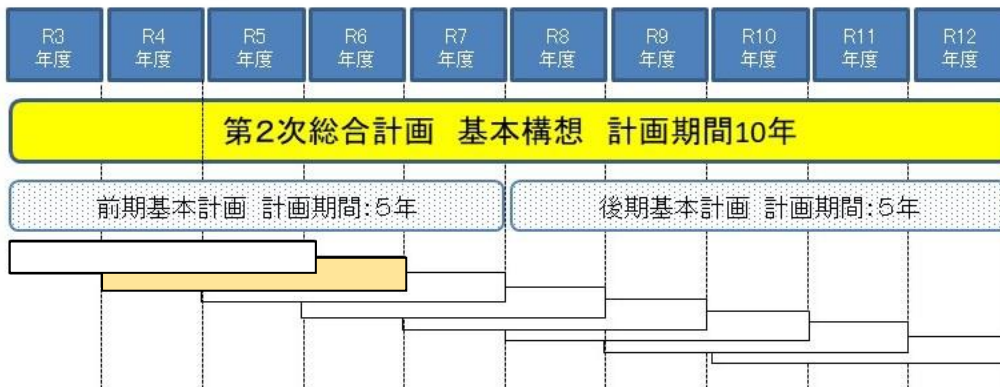 R3
年度
R4
年度
R5
年度
R6
年度
R7
年度
R8
年度
R9
年度
R10
年度
R11
年度
R12
年度
第2次総合計画 基本構想 計画期間10年
前期基本計画 計画期間:5年
後期基本計画 計画期間:5年